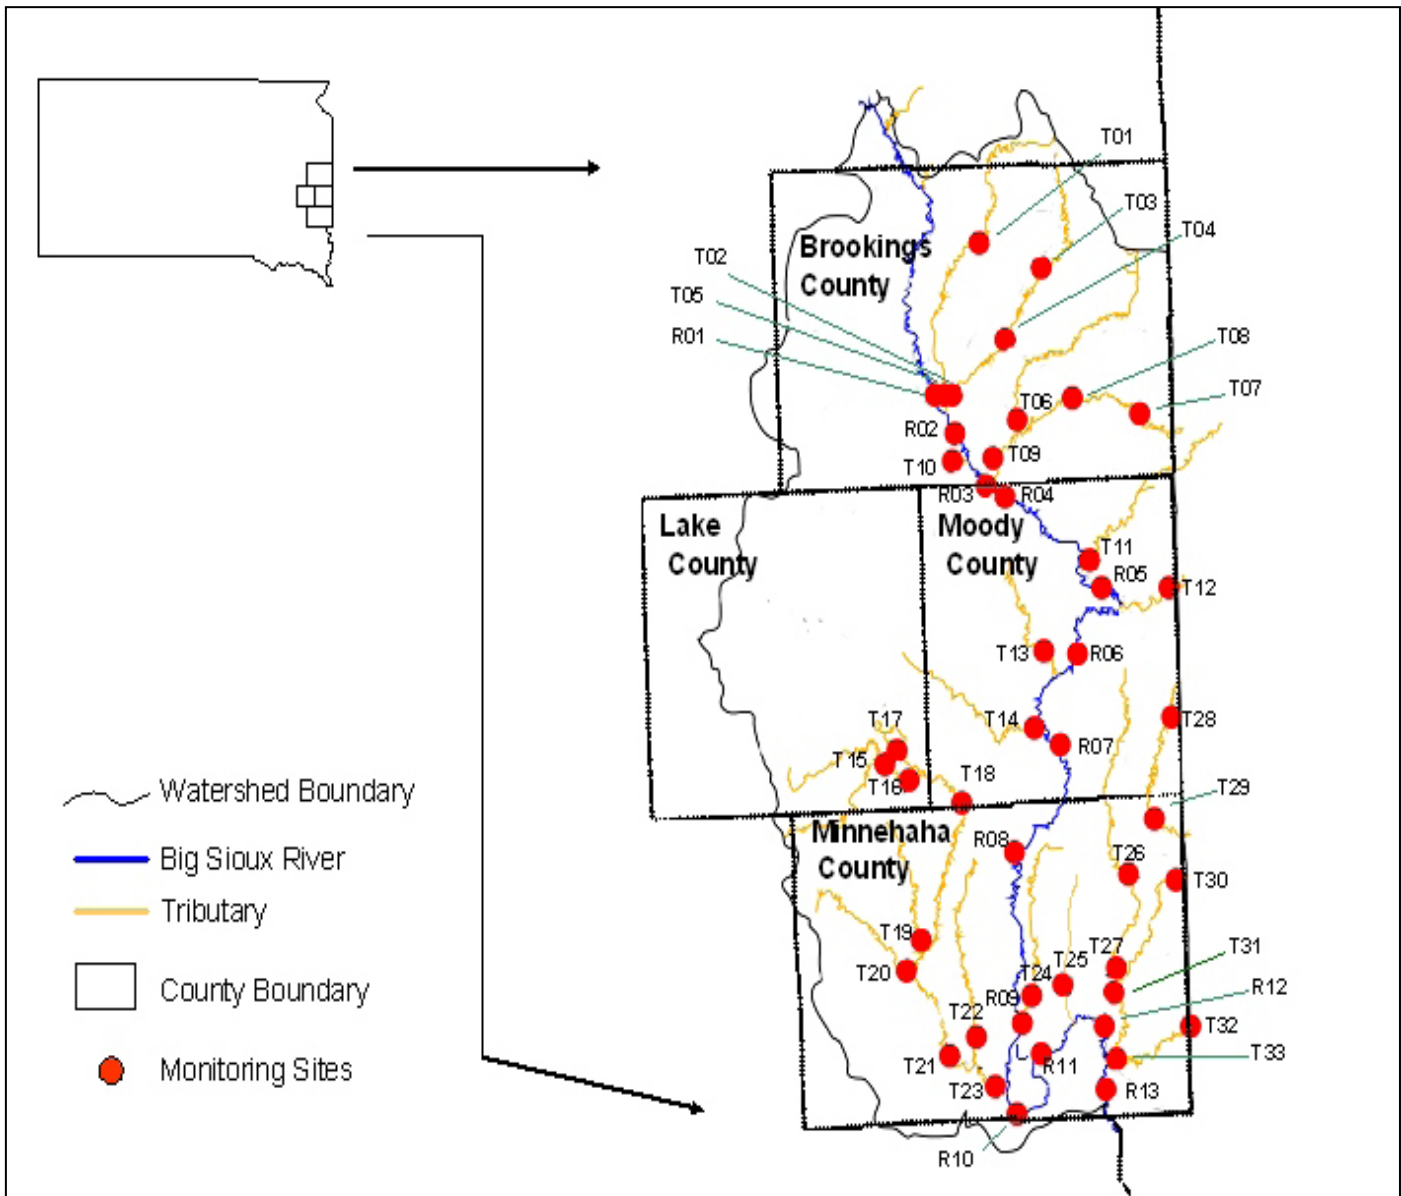 T01
T03
T04
Brookings
County
T02
T05
R01
T08
T07
T06
R02
T09
T10
R03
R04
Lake
County
Moody
County
T11
R05
T12
T13
R06
T14
R07
T28
T17
T15
T16
T18
T29
Minnehaha
County
R08
T26
T30
T19
T20
T27
T25
T24
R09
T31
R12
T32
T22
T21
R11
T33
T23
R13
R10
Watershed Boundary
Big Sioux River
Tributary
County Boundary
Monitoring Sites